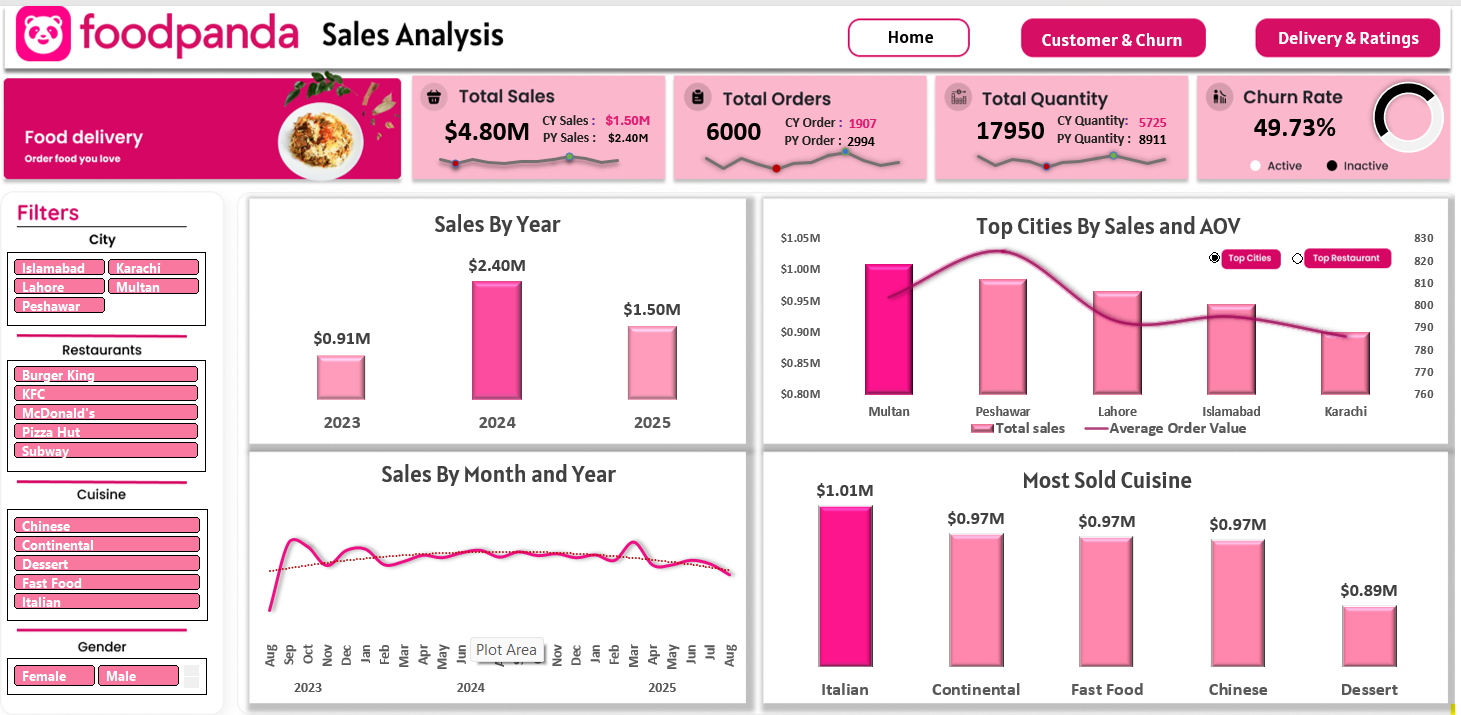 foodpanda Sales Analysis
Home
Customer & Churn
Delivery & Ratings
Food delivery
Order food you love
Total Sales
$4.80M
CY Sales : $1.50M
PY Sales : $2.40M
Total Orders
6000
CY Order : 1907
PY Order : 2994
Total Quantity
17950
CY Quantity: 5725
PY Quantity : 8911
Churn Rate
49.73%
Active Inactive
Filters
City
Islamabad Karachi
Lahore Multan
Peshawar
Restaurants
Burger King
KFC
McDonald's
Pizza Hut
Subway
Cuisine
Chinese
Continental
Dessert
Fast Food
Italian
Gender
Female Male
Sales By Year
$0.91M
$2.40M
$1.50M
2023 2024 2025
Top Cities By Sales and AOV
Top Cities Top Restaurant
$1.05M
$1.00M
$0.95M
$0.90M
$0.85M
$0.80M
830
820
810
800
790
780
770
760
Multan Peshawar Lahore Islamabad Karachi
Total sales Average Order Value
Sales By Month and Year
Aug Sep Oct Nov Dec Jan Feb Mar Apr May Jun Nov Dec Jan Feb Mar Apr May Jun Jul Aug
Plot Area
2023 2024 2025
Most Sold Cuisine
$1.01M
$0.97M
$0.97M
$0.97M
$0.89M
Italian Continental Fast Food Chinese Dessert